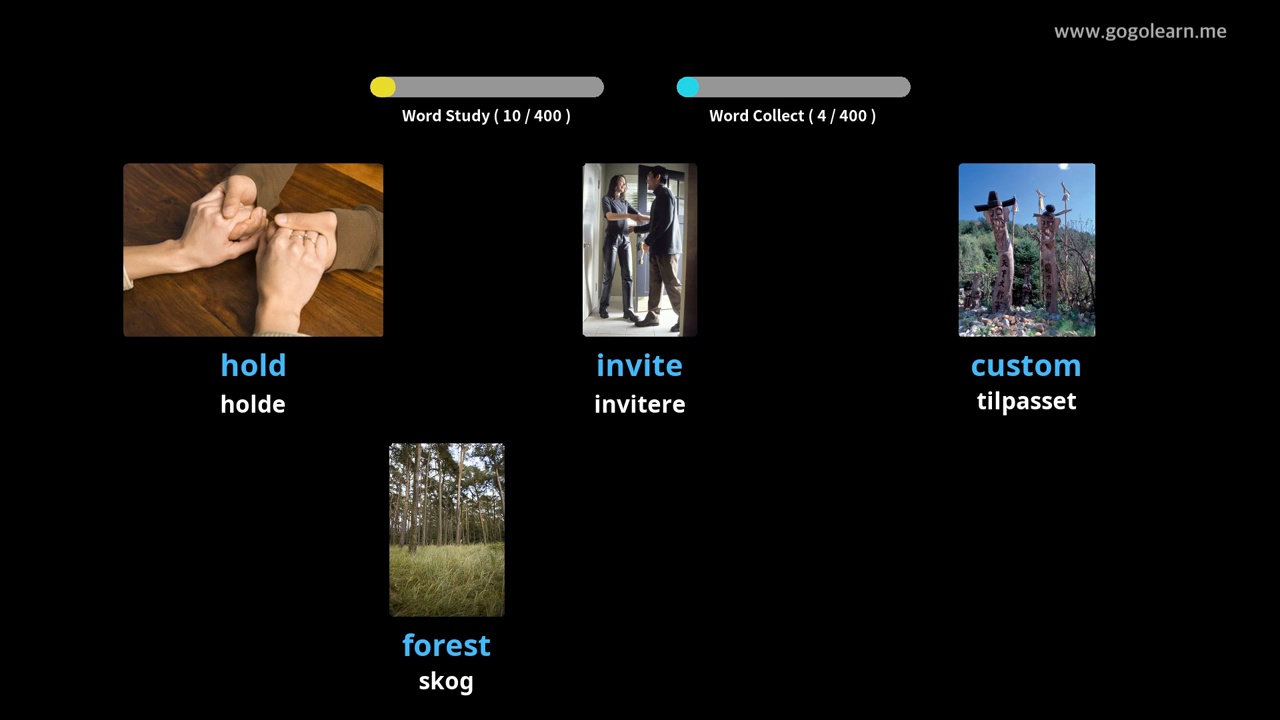 www.gogolearn.me
Word Study ( 10 / 400 )
Word Collect ( 4 / 400 )
hold
holde
invite
invitere
custom
tilpasset
forest
skog